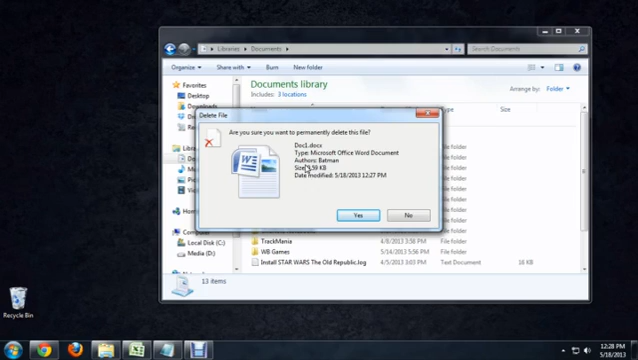 Libraries ▸ Documents ▸
Search Documents
Organize
Share with
Burn
New folder
Favorites
Desktop
Downloads
Documents library
Includes: 3 locations
Arrange by: Folder
Type
Size
Delete File
Are you sure you want to permanently delete this file?
Doc1.docx
Type: Microsoft Office Word Document
Authors: Batman
Size: 9.59 KB
Date modified: 5/18/2013 12:27 PM
Yes
No
Local Disk (C:)
Media (D:)
TrackMania
4/8/2013 3:58 PM
File folder
WB Games
5/14/2013 5:56 PM
File folder
Install STAR WARS The Old Republic.log
4/5/2013 3:03 PM
Text Document
16 KB
13 items
Recycle Bin
12:28 PM
5/18/2013